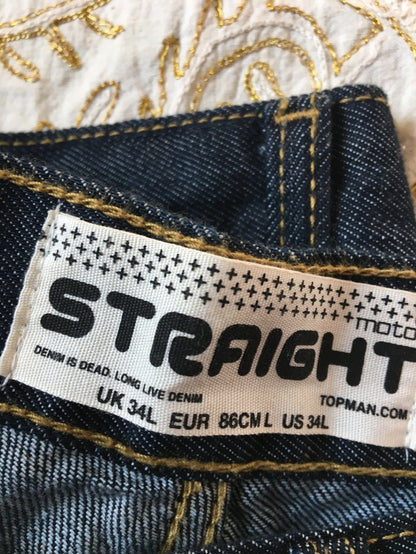 moto
STRAIGHT
DENIM IS DEAD. LONG LIVE DENIM
TOPMAN.COM
UK 34L EUR 86CM L US 34L